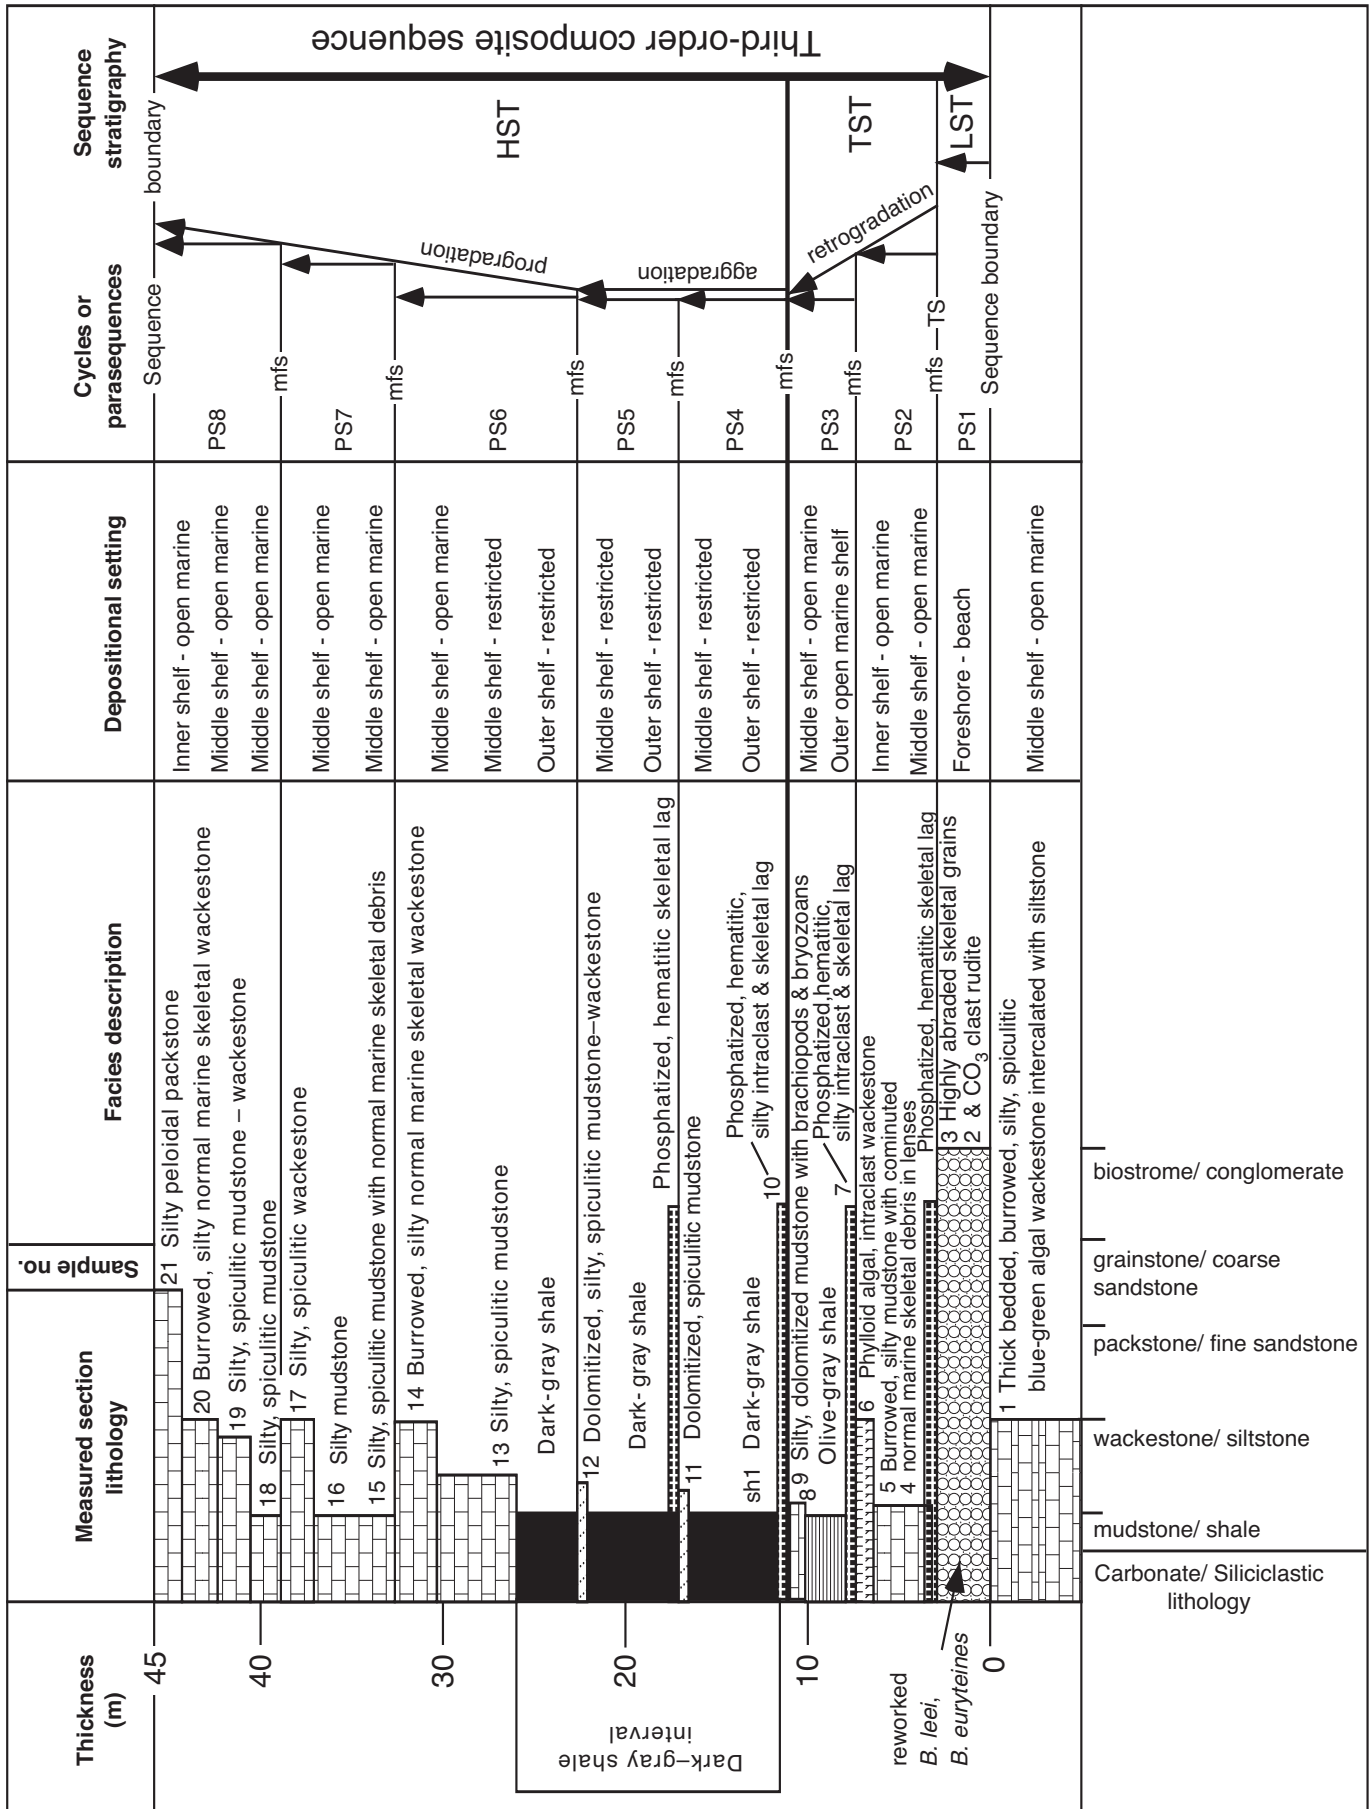 Thickness
(m)
Measured section
lithology
Sample no.
Facies description
Depositional setting
Cycles or
parasequences
Sequence
stratigraphy
45
40
30
20
10
0
Dark–gray shale
interval
reworked
B. leei,
B. euryteines
21 Silty peloidal packstone
20 Burrowed, silty normal marine skeletal wackestone
19 Silty, spiculitic mudstone – wackestone
18 Silty, spiculitic mudstone
17 Silty, spiculitic wackestone
16 Silty mudstone
15 Silty, spiculitic mudstone with normal marine skeletal debris
14 Burrowed, silty normal marine skeletal wackestone
13 Silty, spiculitic mudstone
Dark-gray shale
12 Dolomitized, silty, spiculitic mudstone–wackestone
Dark- gray shale
Phosphatized, hematic skeletal lag
11 Dolomitized, spiculitic mudstone
sh1 Dark-gray shale
10
Phosphatized, hematitic,
silty intraclast & skeletal lag
8 9 Silty, dolomitized mudstone with brachiopods & bryozoans
Olive-gray shale
7
Phosphatized,hematitic,
silty intraclast & skeletal lag
6 Phylloid algal, intraclast wackestone
5 Burrowed, silty mudstone with cominuted
4 normal marine skeletal debris in lenses
Phosphatized, hematitic skeletal lag
3 Highly abraded skeletal grains
2 & CO3 clast rudite
1 Thick bedded, burrowed, silty, spiculitic
blue-green algal wackestone intercalated with siltstone
Inner shelf - open marine
Middle shelf - open marine
Middle shelf - open marine
Middle shelf - open marine
Middle shelf - open marine
Middle shelf - open marine
Middle shelf - restricted
Outer shelf - restricted
Middle shelf - restricted
Outer shelf - restricted
Middle shelf - restricted
Outer shelf - restricted
Middle shelf - open marine
Outer open marine shelf
Inner shelf - open marine
Middle shelf - open marine
Foreshore - beach
Middle shelf - open marine
PS8
PS7
PS6
PS5
PS4
PS3
PS2
PS1
Sequence boundary
mfs
mfs
mfs
mfs
mfs
mfs
mfs TS
Sequence boundary
progradation
aggradation
retrogradation
HST
TST
LST
Third-order composite sequence
biostrome/ conglomerate
grainstone/ coarse
sandstone
packstone/ fine sandstone
wackestone/ siltstone
mudstone/ shale
Carbonate/ Siliciclastic
lithology